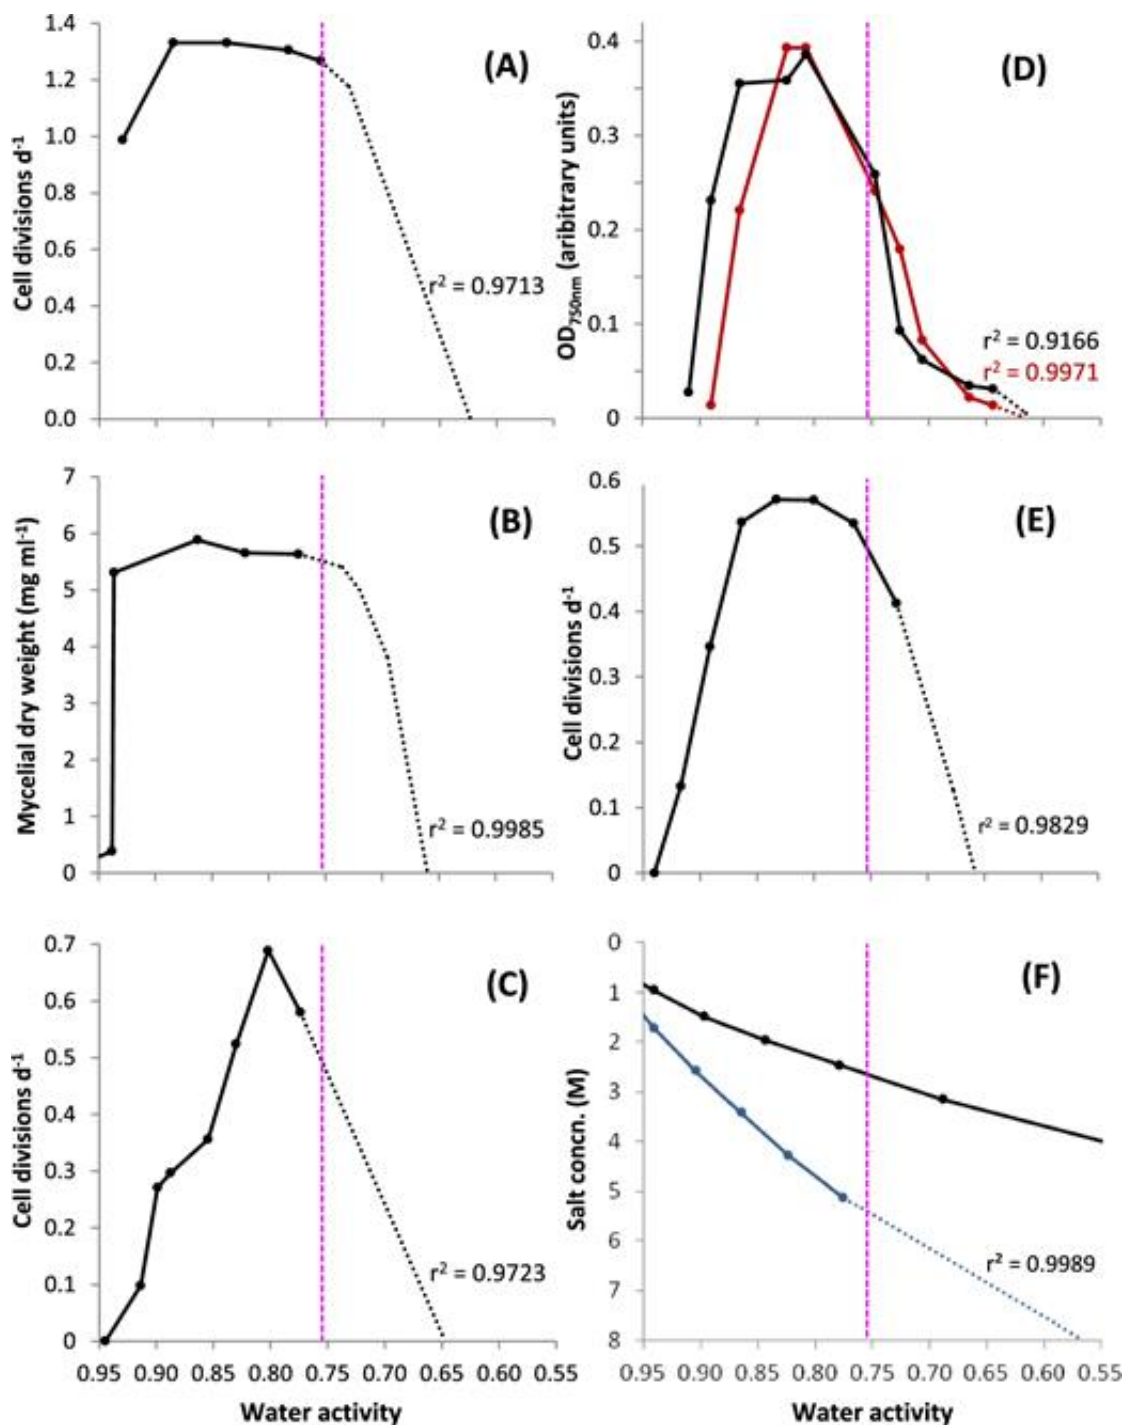 1.4
1.2
1.0
0.8
0.6
0.4
0.2
0.0
Cell divisions d⁻¹
(A)
r² = 0.9713
0.4
0.3
0.2
0.1
0
OD₇₅₀ₙₘ (aribitrary units)
(D)
r² = 0.9166
r² = 0.9971
7
6
5
4
3
2
1
0
Mycelial dry weight (mg ml⁻¹)
(B)
r² = 0.9985
0.6
0.5
0.4
0.3
0.2
0.1
0
Cell divisions d⁻¹
(E)
r² = 0.9829
0.7
0.6
0.5
0.4
0.3
0.2
0.1
0
Cell divisions d⁻¹
(C)
r² = 0.9723
0.95 0.90 0.85 0.80 0.75 0.70 0.65 0.60 0.55
Water activity
0
1
2
3
4
5
6
7
8
Salt concn. (M)
(F)
r² = 0.9989
0.95 0.90 0.85 0.80 0.75 0.70 0.65 0.60 0.55
Water activity